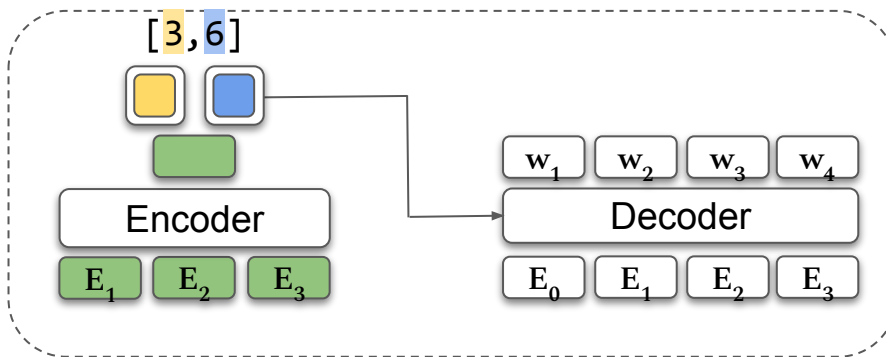 [3,6]
w1 w2 w3 w4
Encoder Decoder
E1 E2 E3 E0 E1 E2 E3